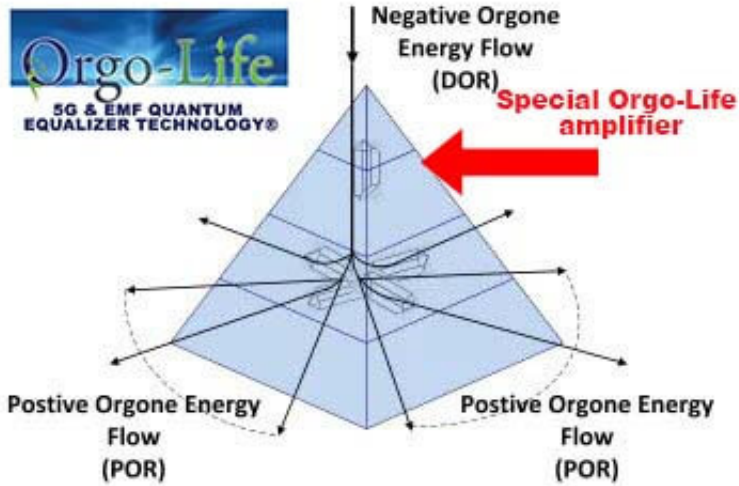 Orgo-Life
5G & EMF QUANTUM
EQUALIZER TECHNOLOGY®
Negative Orgone
Energy Flow
(DOR)
Special Orgo-Life
amplifier
Postive Orgone Energy
Flow
(POR)
Postive Orgone Energy
Flow
(POR)